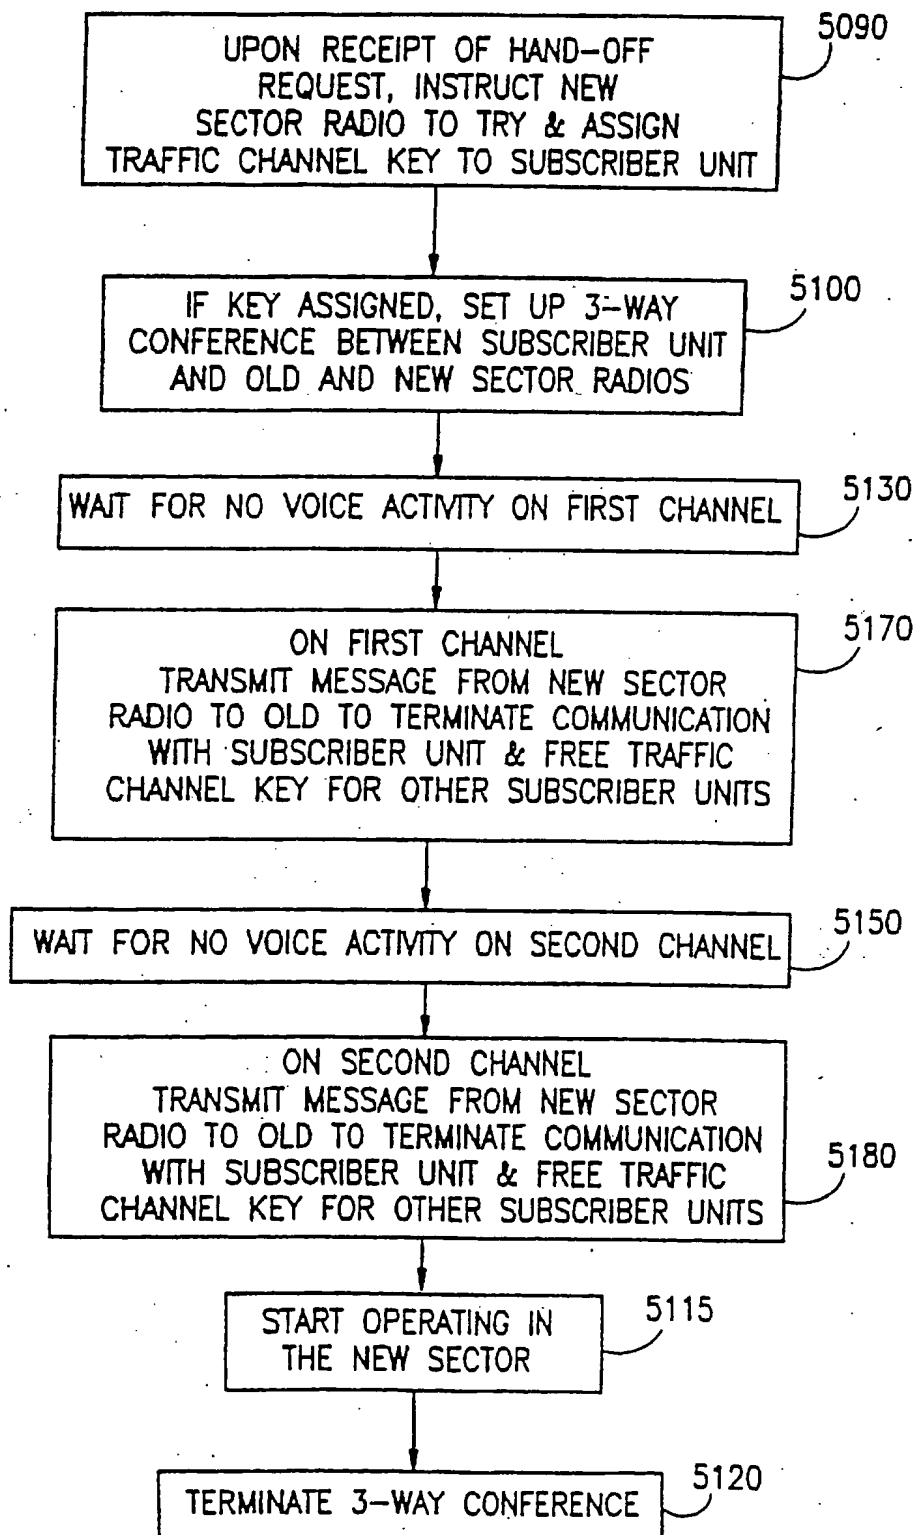 5090
UPON RECEIPT OF HAND-OFF
REQUEST, INSTRUCT NEW
SECTOR RADIO TO TRY & ASSIGN
TRAFFIC CHANNEL KEY TO SUBSCRIBER UNIT
5100
IF KEY ASSIGNED, SET UP 3-WAY
CONFERENCE BETWEEN SUBSCRIBER UNIT
AND OLD AND NEW SECTOR RADIOS
5130
WAIT FOR NO VOICE ACTIVITY ON FIRST CHANNEL
5170
ON FIRST CHANNEL
TRANSMIT MESSAGE FROM NEW SECTOR
RADIO TO OLD TO TERMINATE COMMUNICATION
WITH SUBSCRIBER UNIT & FREE TRAFFIC
CHANNEL KEY FOR OTHER SUBSCRIBER UNITS
5150
WAIT FOR NO VOICE ACTIVITY ON SECOND CHANNEL
ON SECOND CHANNEL
TRANSMIT MESSAGE FROM NEW SECTOR
RADIO TO OLD TO TERMINATE COMMUNICATION
WITH SUBSCRIBER UNIT & FREE TRAFFIC
CHANNEL KEY FOR OTHER SUBSCRIBER UNITS
5180
START OPERATING IN
THE NEW SECTOR
5115
TERMINATE 3-WAY CONFERENCE
5120